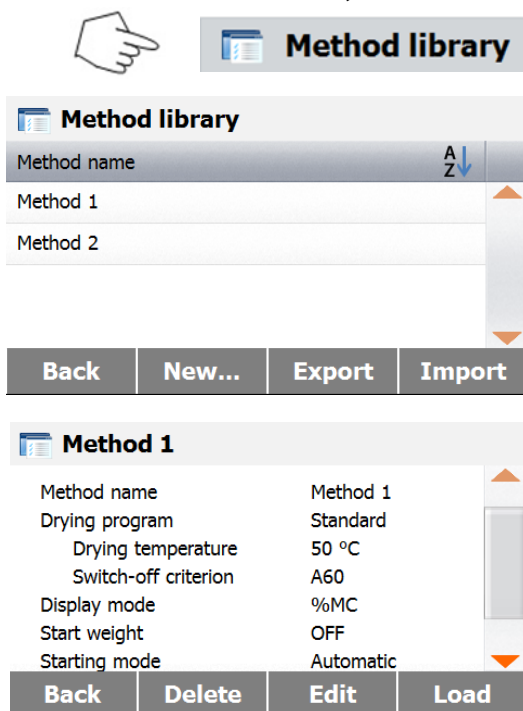 Method library
Method library
Method name AZ
Method 1
Method 2
Back New... Export Import
Method 1
Method name Method 1
Drying program Standard
Drying temperature 50 °C
Switch-off criterion A60
Display mode %MC
Start weight OFF
Starting mode Automatic
Back Delete Edit Load